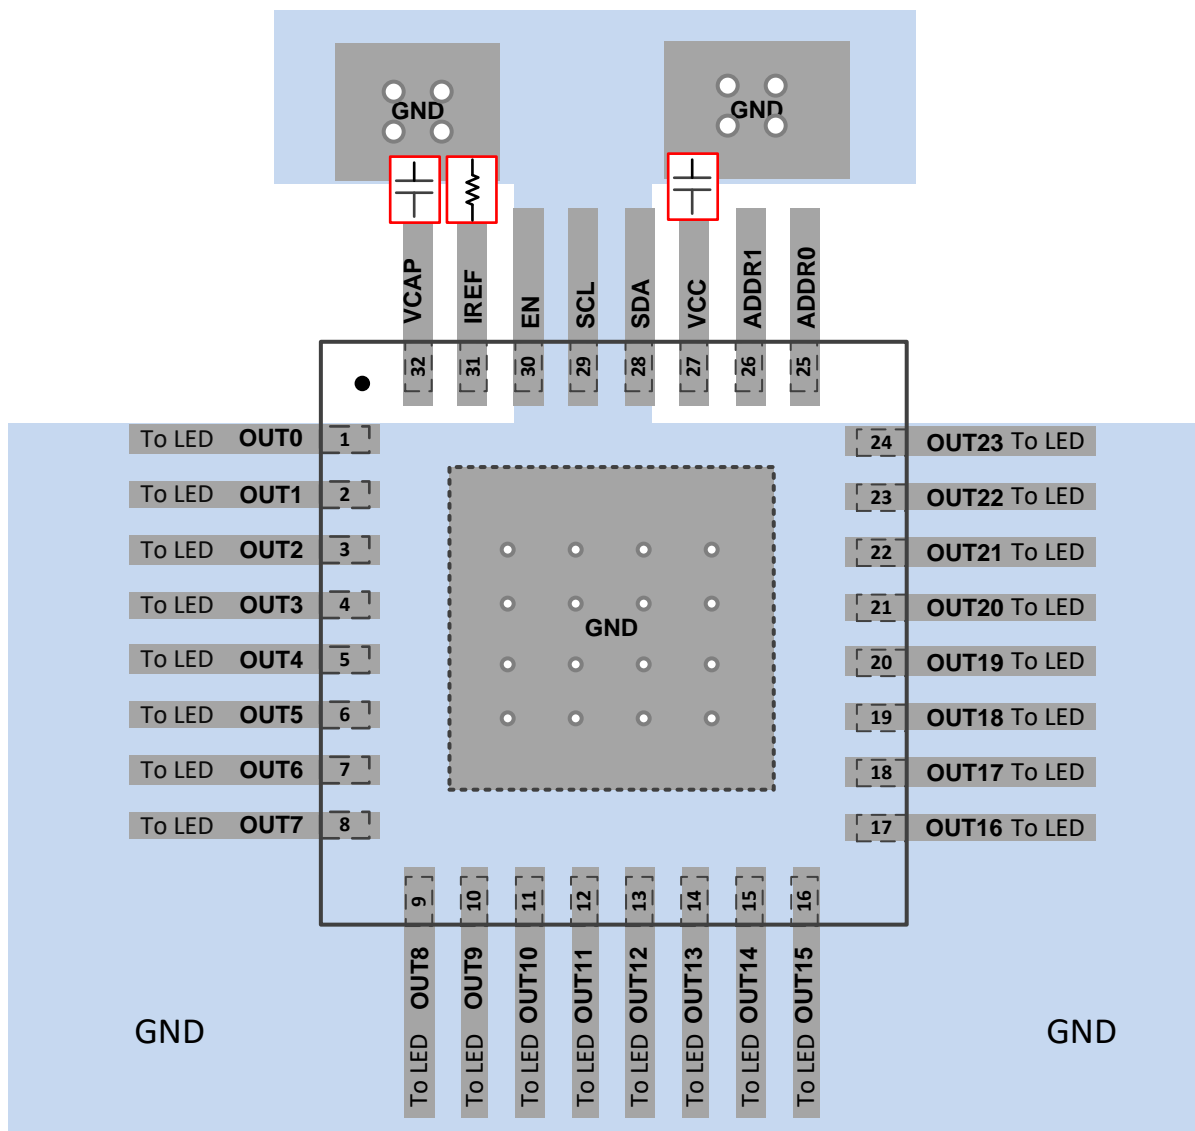 GND
GND
VCAP
IREF
EN
SCL
SDA
VCC
ADDR1
ADDR0
32
31
30
29
28
27
26
25
To LED OUT0 1
To LED OUT1 2
To LED OUT2 3
To LED OUT3 4
To LED OUT4 5
To LED OUT5 6
To LED OUT6 7
To LED OUT7 8
24 OUT23 To LED
23 OUT22 To LED
22 OUT21 To LED
21 OUT20 To LED
20 OUT19 To LED
19 OUT18 To LED
18 OUT17 To LED
17 OUT16 To LED
GND
To LED OUT8 9
To LED OUT9 10
To LED OUT10 11
To LED OUT11 12
To LED OUT12 13
To LED OUT13 14
To LED OUT14 15
To LED OUT15 16
GND
GND